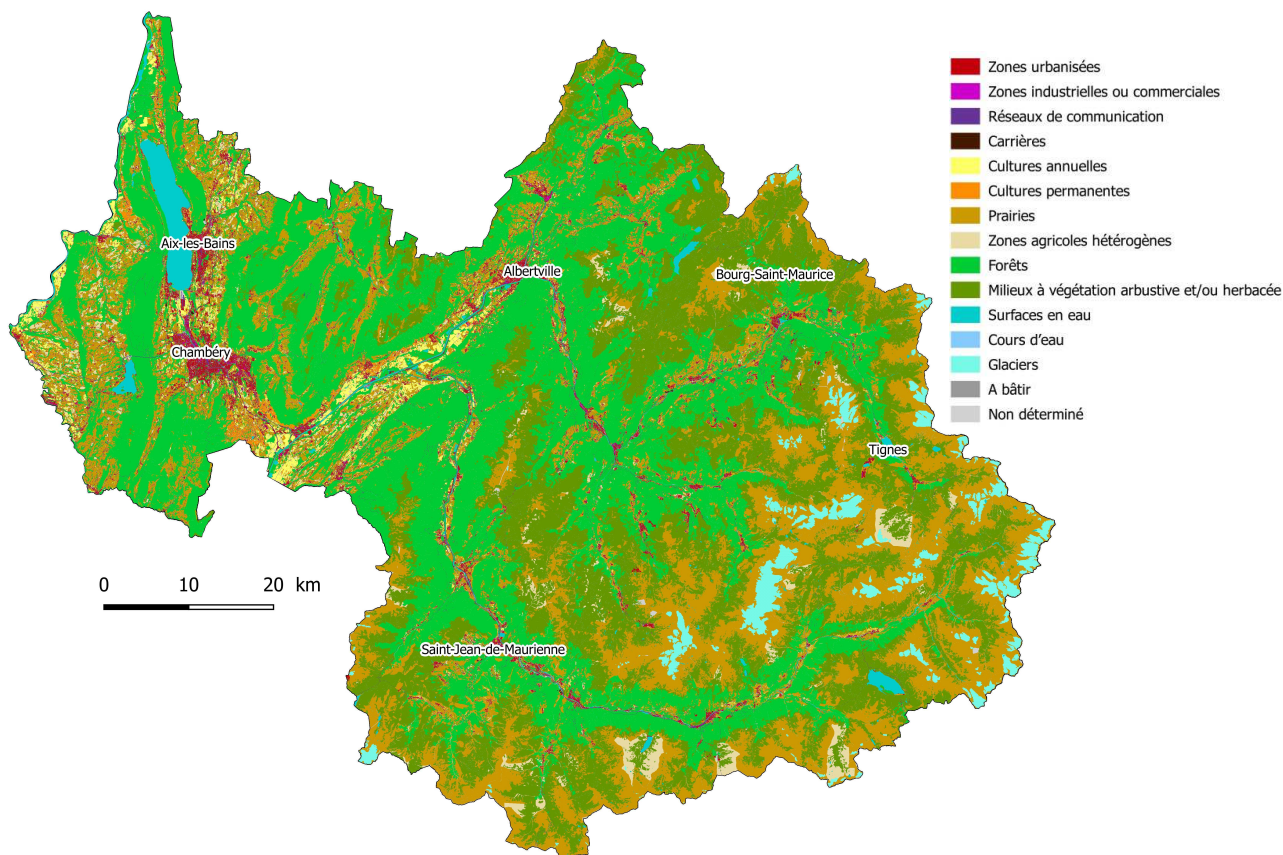 Zones urbanisées
Zones industrielles ou commerciales
Réseaux de communication
Carrières
Cultures annuelles
Cultures permanentes
Prairies
Zones agricoles hétérogènes
Forêts
Milieux à végétation arbustive et/ou herbacée
Surfaces en eau
Cours d'eau
Glaciers
A bâtir
Non déterminé
Aix-les-Bains
Albertville
Bourg-Saint-Maurice
Chambéry
Tignes
0 10 20 km
Saint-Jean-de-Maurienne